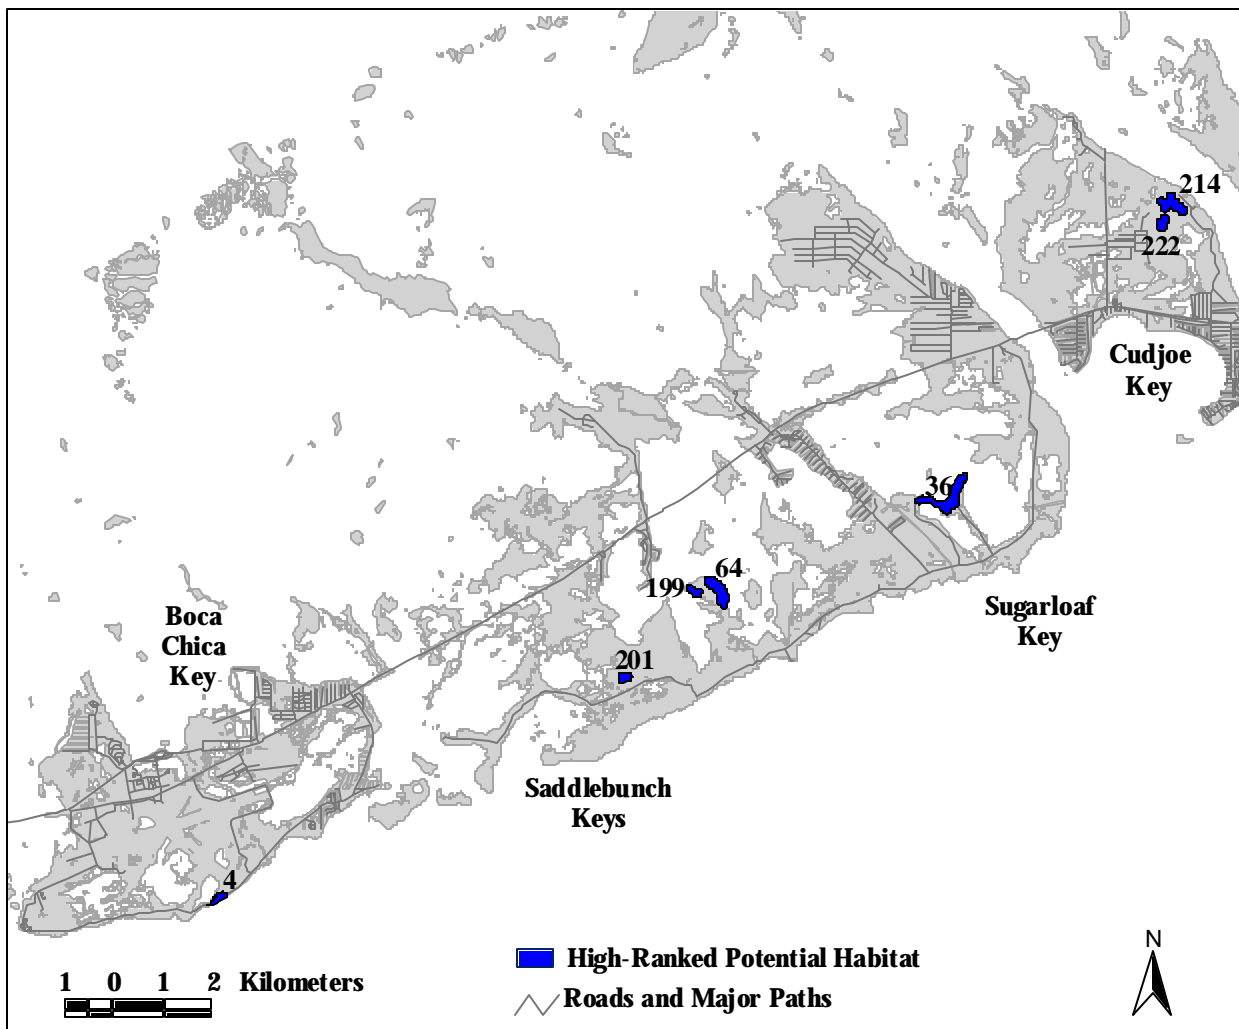 214
222
Cudjoe
Key
36
64
199
Sugarloaf
Key
Boca
Chica
Key
201
Saddlebunch
Keys
4
N
High-Ranked Potential Habitat
1 0 1 2 Kilometers
Roads and Major Paths